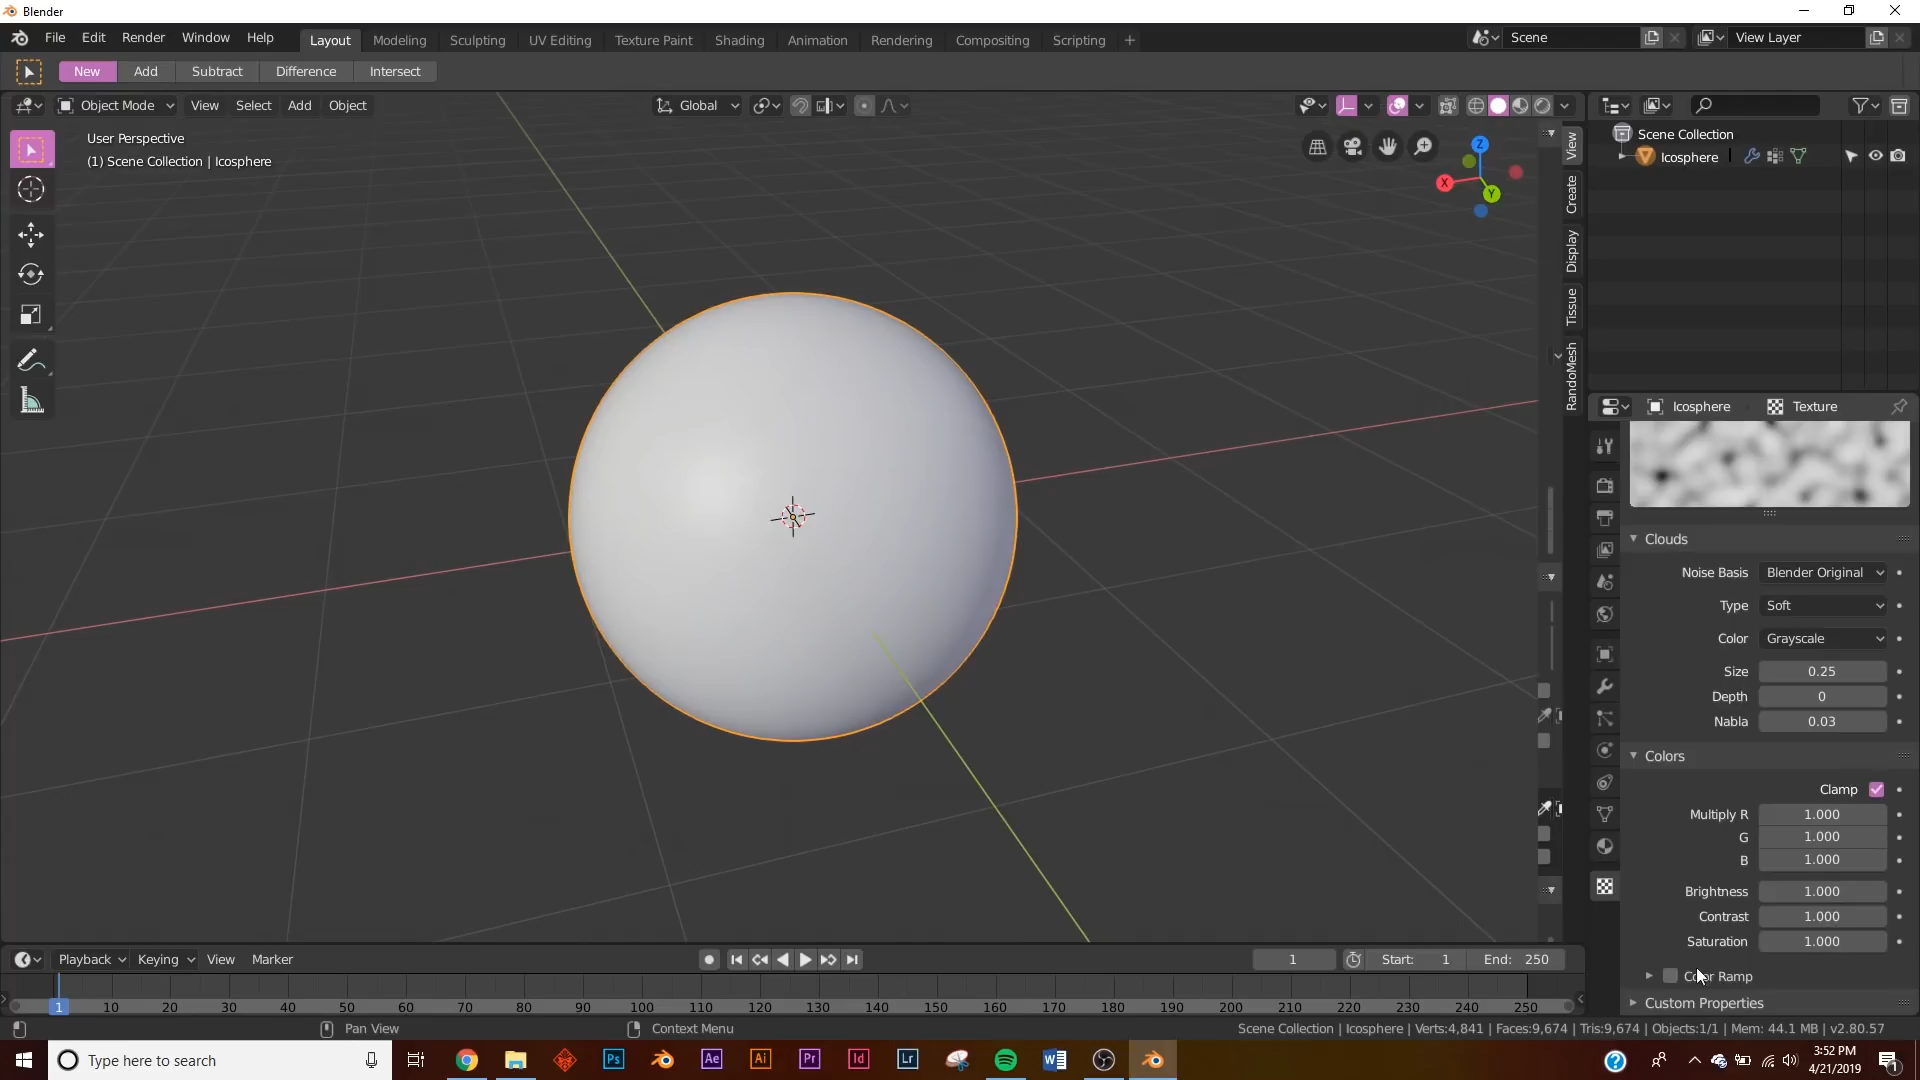 Blender
File Edit Render Window Help
Layout Modeling Sculpting UV Editing Texture Paint Shading Animation Rendering Compositing Scripting +
Scene
View Layer
New Add Subtract Difference Intersect
Object Mode View Select Add Object
Global
User Perspective
(1) Scene Collection | Icosphere
Z
X
Y
View
Create
Display
Tissue
RandoMesh
Scene Collection
Icosphere
Icosphere Texture
Clouds
Noise Basis Blender Original
Type Soft
Color Grayscale
Size 0.25
Depth 0
Nabla 0.03
Colors
Clamp
Multiply R 1.000
G 1.000
B 1.000
Brightness 1.000
Contrast 1.000
Saturation 1.000
Color Ramp
Custom Properties
Playback Keying View Marker
1 Start: 1 End: 250
1 10 20 30 40 50 60 70 80 90 100 110 120 130 140 150 160 170 180 190 200 210 220 230 240 250
Pan View Context Menu
Scene Collection | Icosphere | Verts:4,841 | Faces:9,674 | Tris:9,674 | Objects:1/1 | Mem: 44.1 MB | v2.80.57
Type here to search
Ps Ae Ai Pr Id Lr
3:52 PM
4/21/2019
1